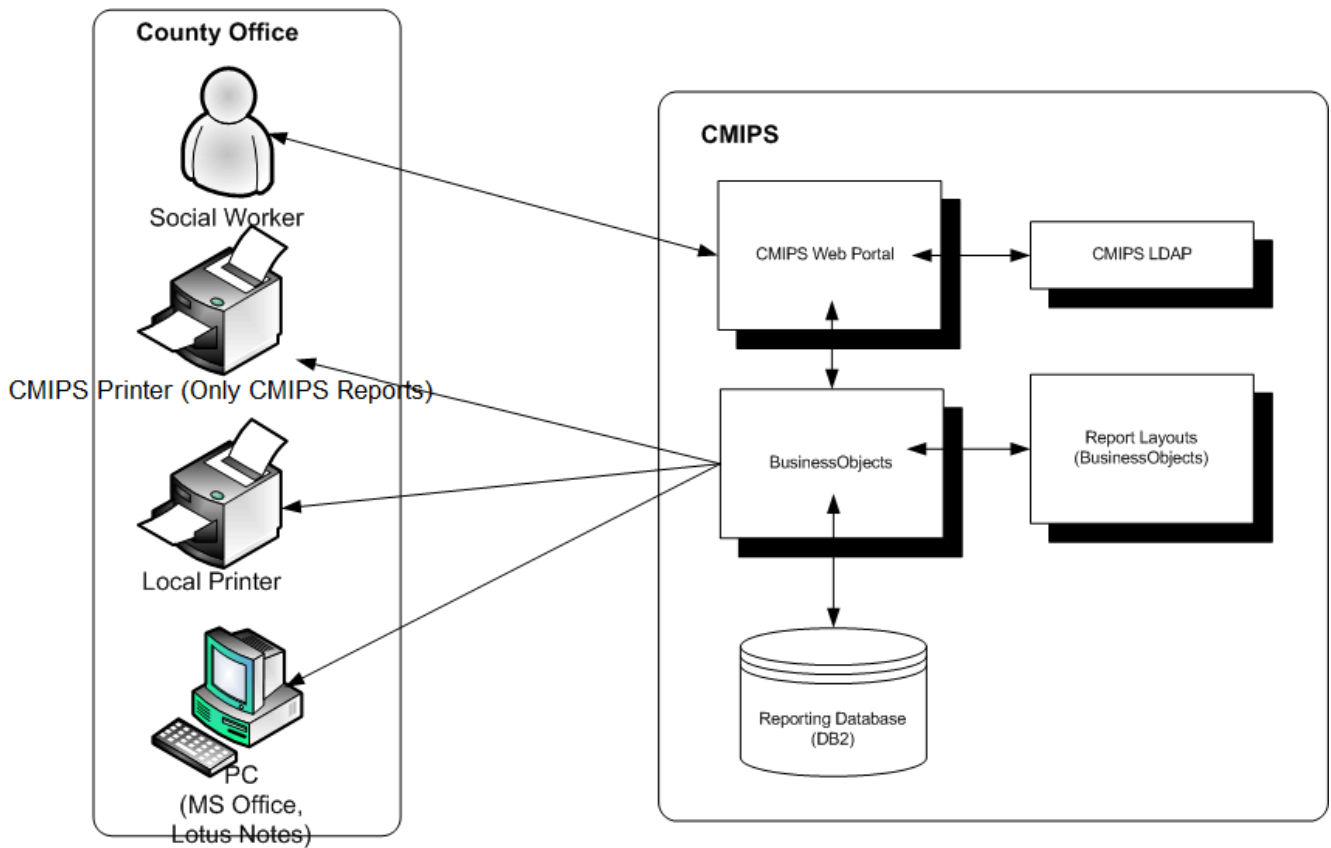 County Office
Social Worker
CMIPS Printer (Only CMIPS Reports)
Local Printer
PC
(MS Office,
Lotus Notes)
CMIPS
CMIPS Web Portal
CMIPS LDAP
BusinessObjects
Report Layouts
(BusinessObjects)
Reporting Database
(DB2)